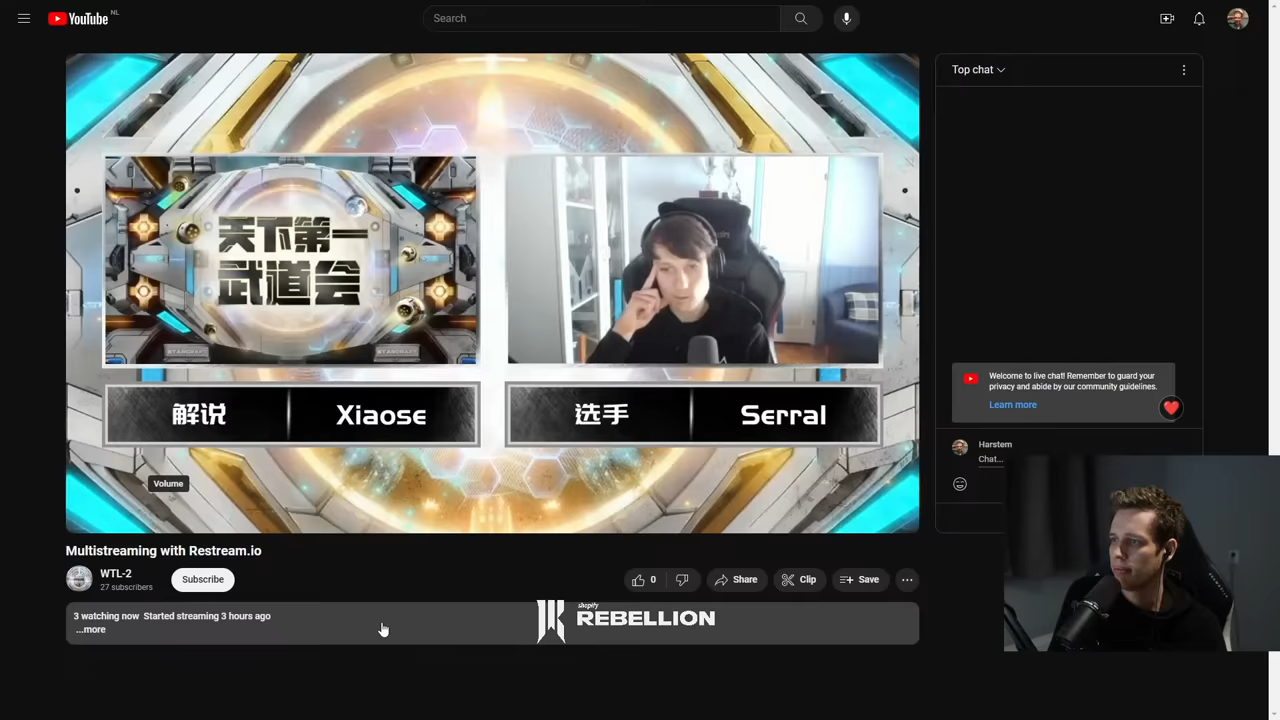 YouTube
NL
Search
Top chat
天下第一
武道会
解说
Xiaose
选手
Serral
Volume
Welcome to live chat! Remember to guard your
privacy and abide by our community guidelines.
Learn more
Harstem
Chat...
Multistreaming with Restream.io
WTL-2
27 subscribers
Subscribe
0
Share
Clip
Save
3 watching now Started streaming 3 hours ago
...more
shopify
REBELLION